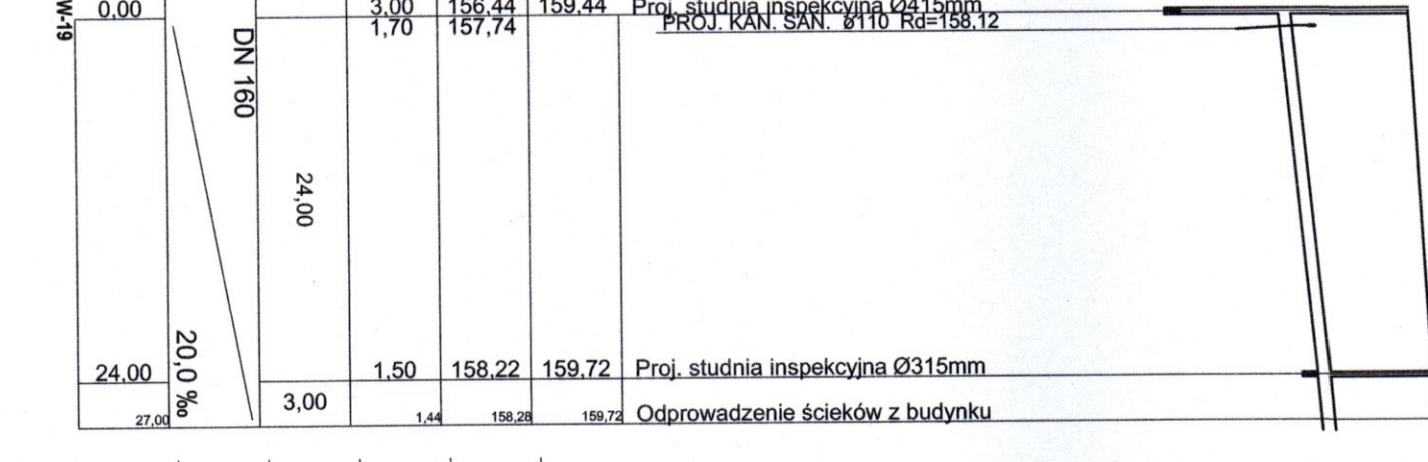 W-19
0,00 3,00 156,44 159,44 Proj. studnia inspekcyjna Ø415mm
1,70 157,74 PROJ. KAN. SAN. ø110 Rd=158,12
DN 160
24,00
20,0 ‰
24,00 1,50 158,22 159,72 Proj. studnia inspekcyjna Ø315mm
27,00 3,00 1,44 158,28 159,72 Odprowadzenie ścieków z budynku